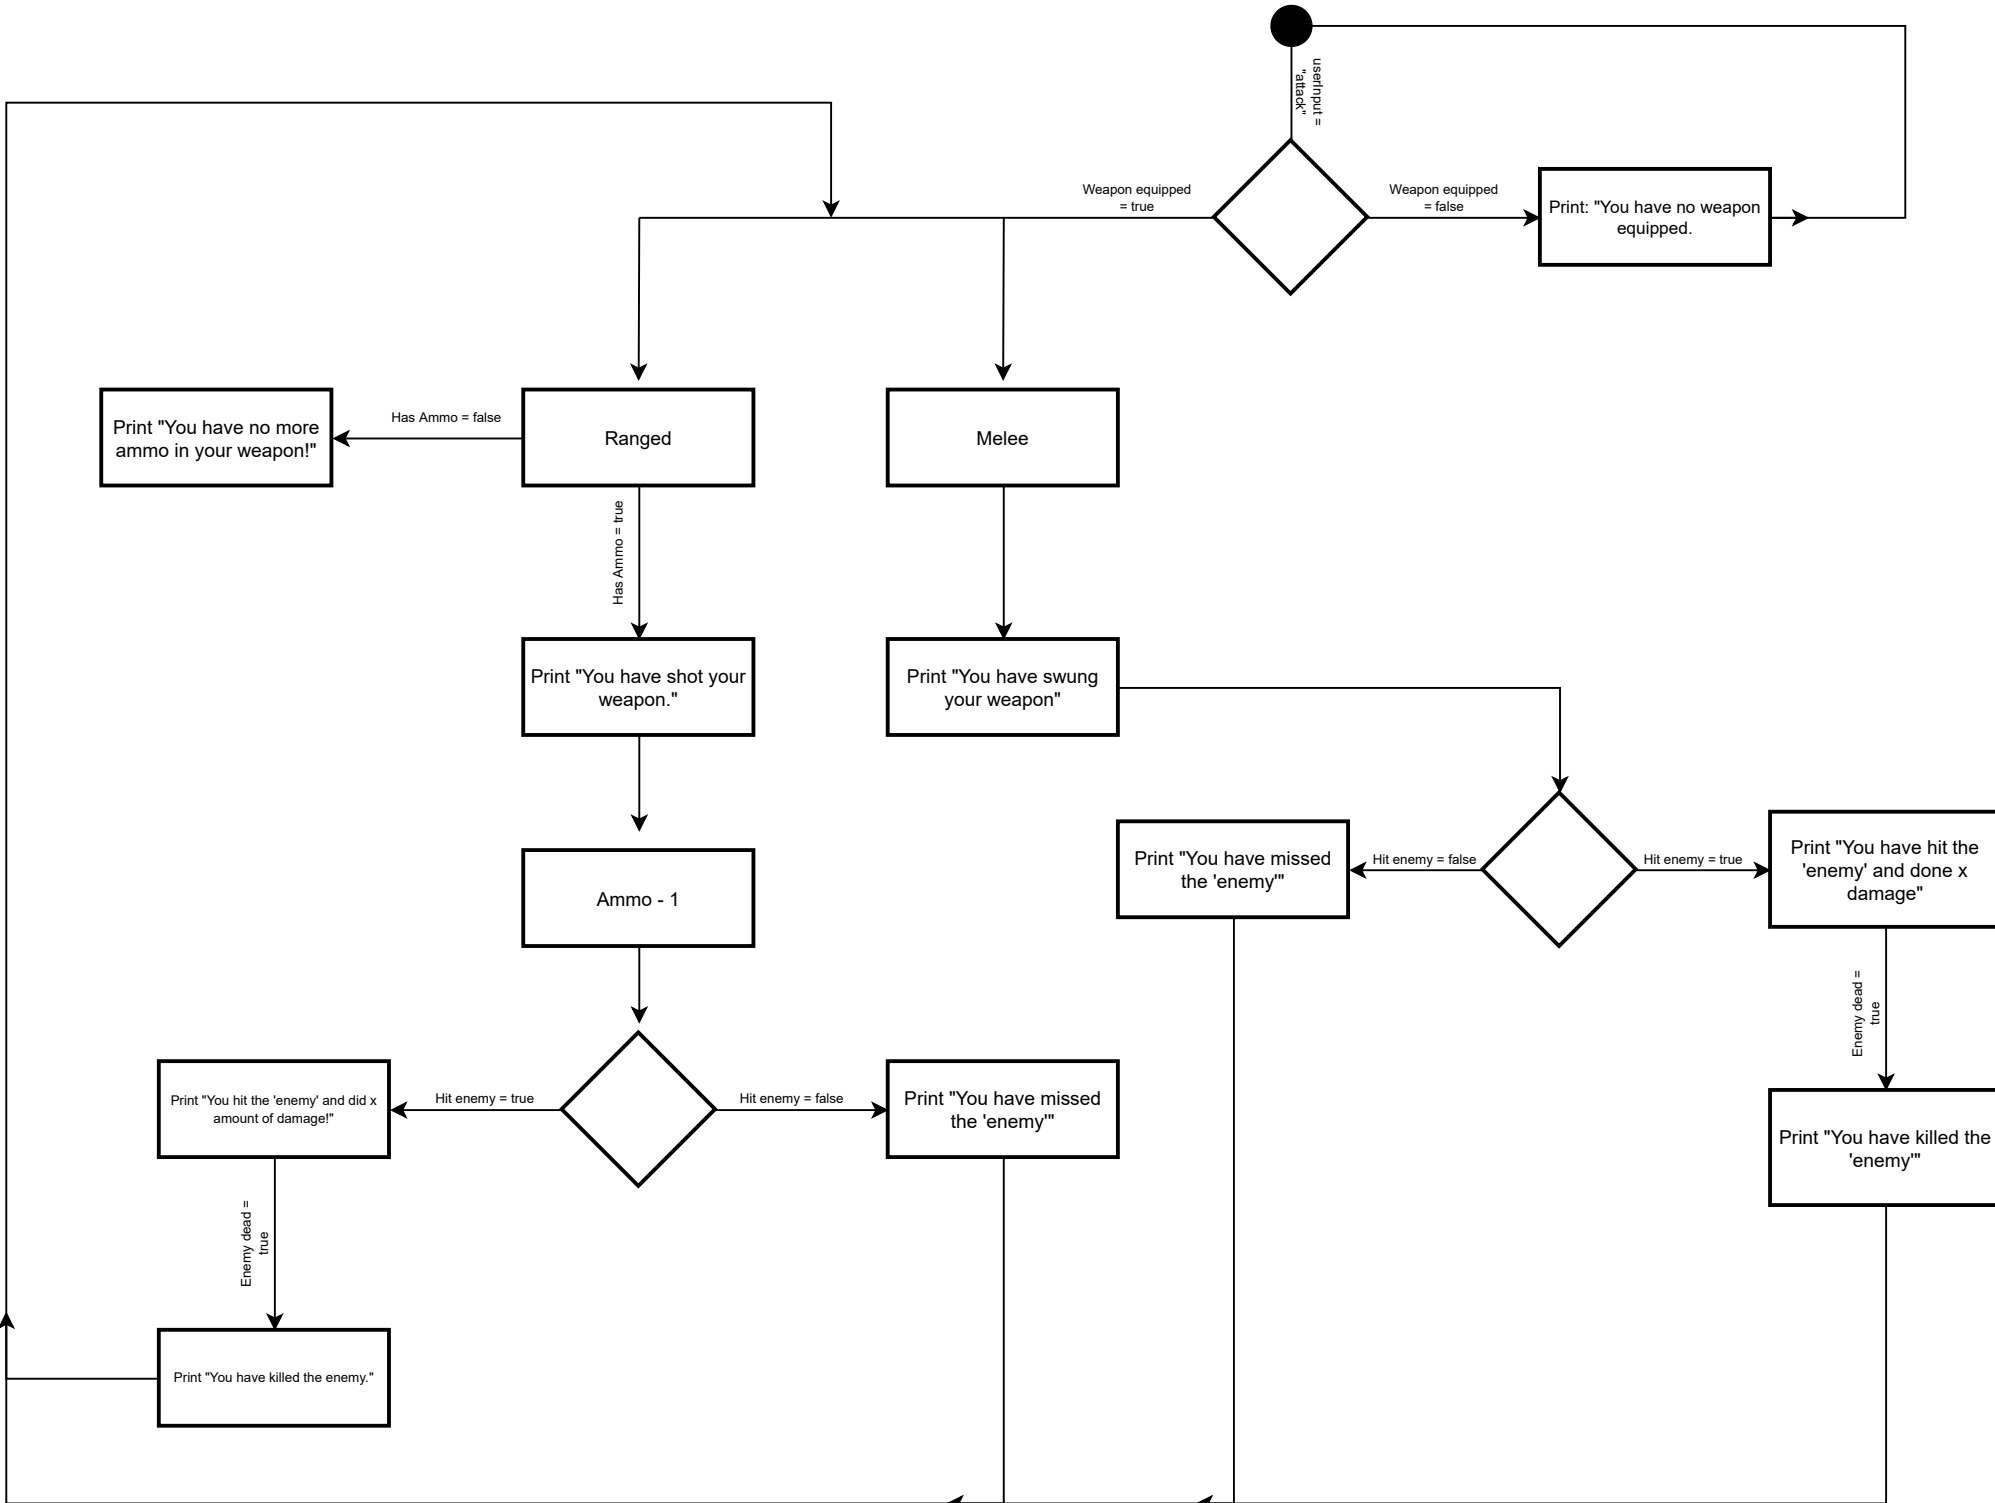 userInput =
"attack"
Weapon equipped
= true
Weapon equipped
= false
Print: "You have no weapon
equipped.
Print "You have no more
ammo in your weapon!"
Has Ammo = false
Ranged
Melee
Has Ammo = true
Print "You have shot your
weapon."
Print "You have swung
your weapon"
Print "You have missed
the 'enemy'"
Hit enemy = false
Hit enemy = true
Print "You have hit the
'enemy' and done x
damage"
Ammo - 1
Enemy dead =
true
Print "You hit the 'enemy' and did x
amount of damage!"
Hit enemy = true
Hit enemy = false
Print "You have missed
the 'enemy'"
Print "You have killed the
'enemy'"
Enemy dead =
true
Print "You have killed the enemy."